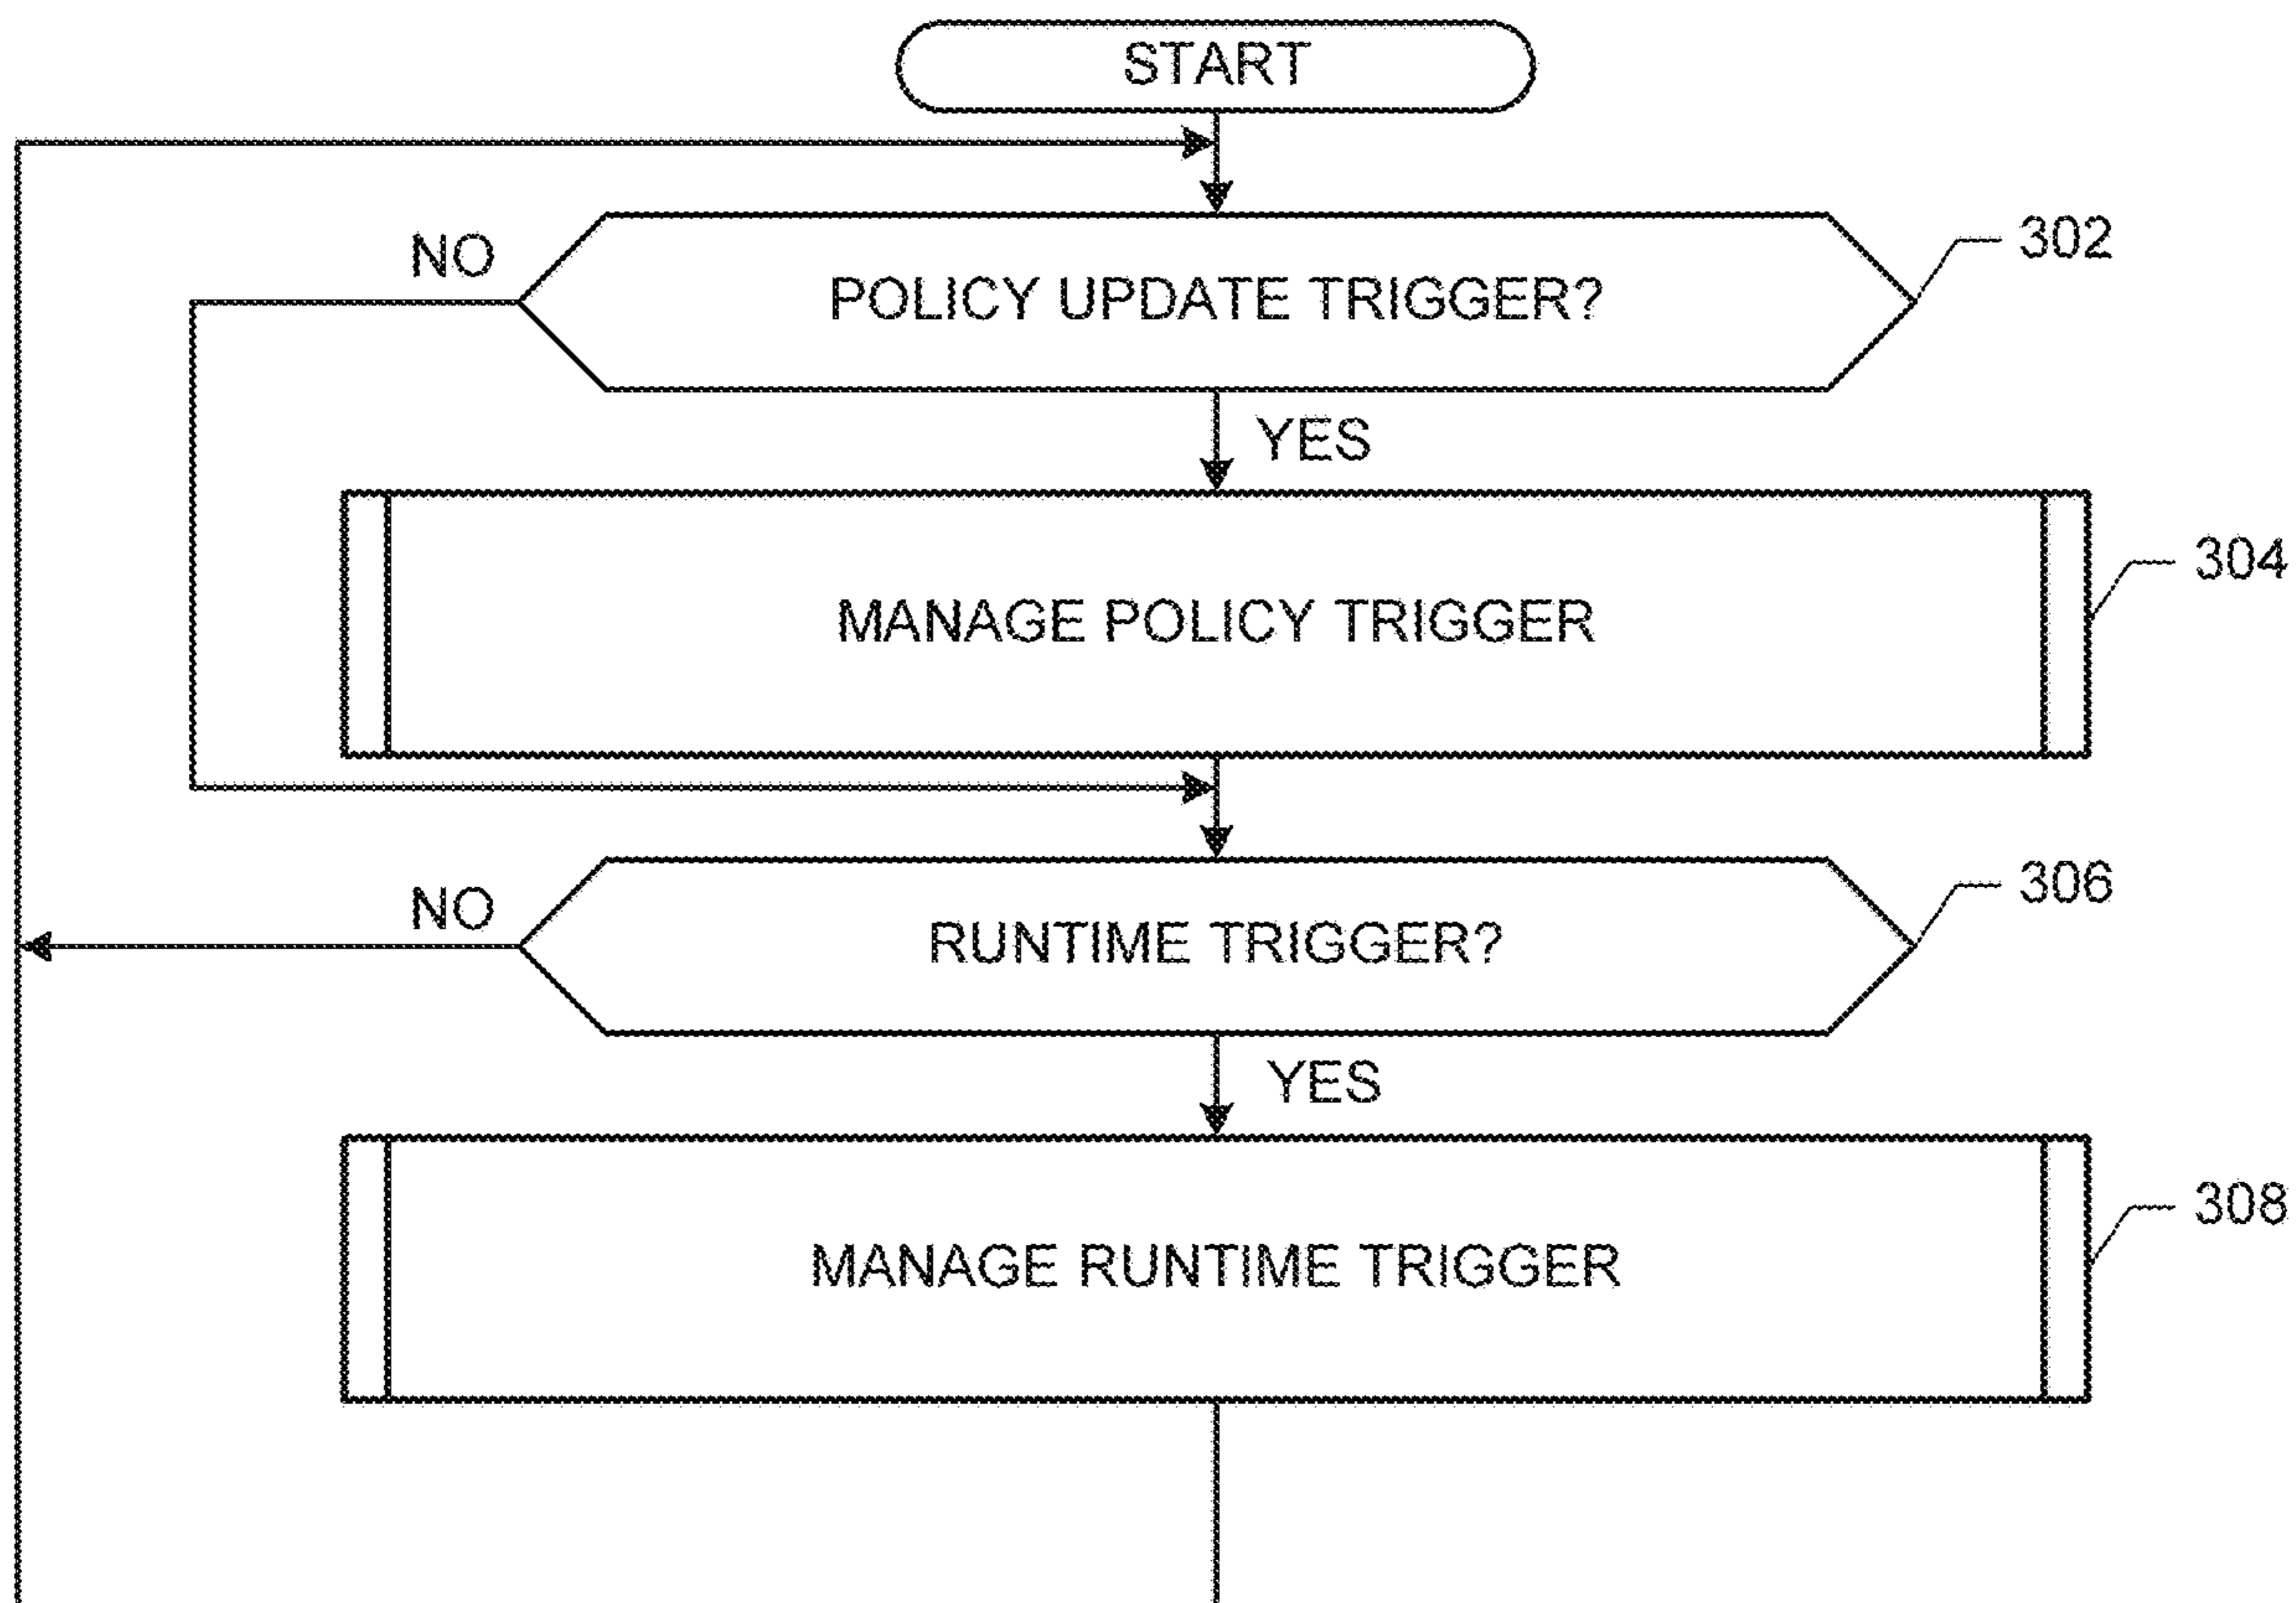 START
NO
302
POLICY UPDATE TRIGGER?
YES
304
MANAGE POLICY TRIGGER
NO
306
RUNTIME TRIGGER?
YES
308
MANAGE RUNTIME TRIGGER